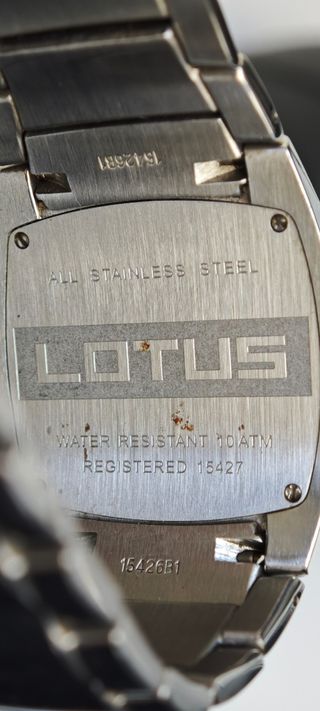 15426B1
ALL STAINLESS STEEL
LOTUS
WATER RESISTANT 10 ATM
REGISTERED 15427
15426B1